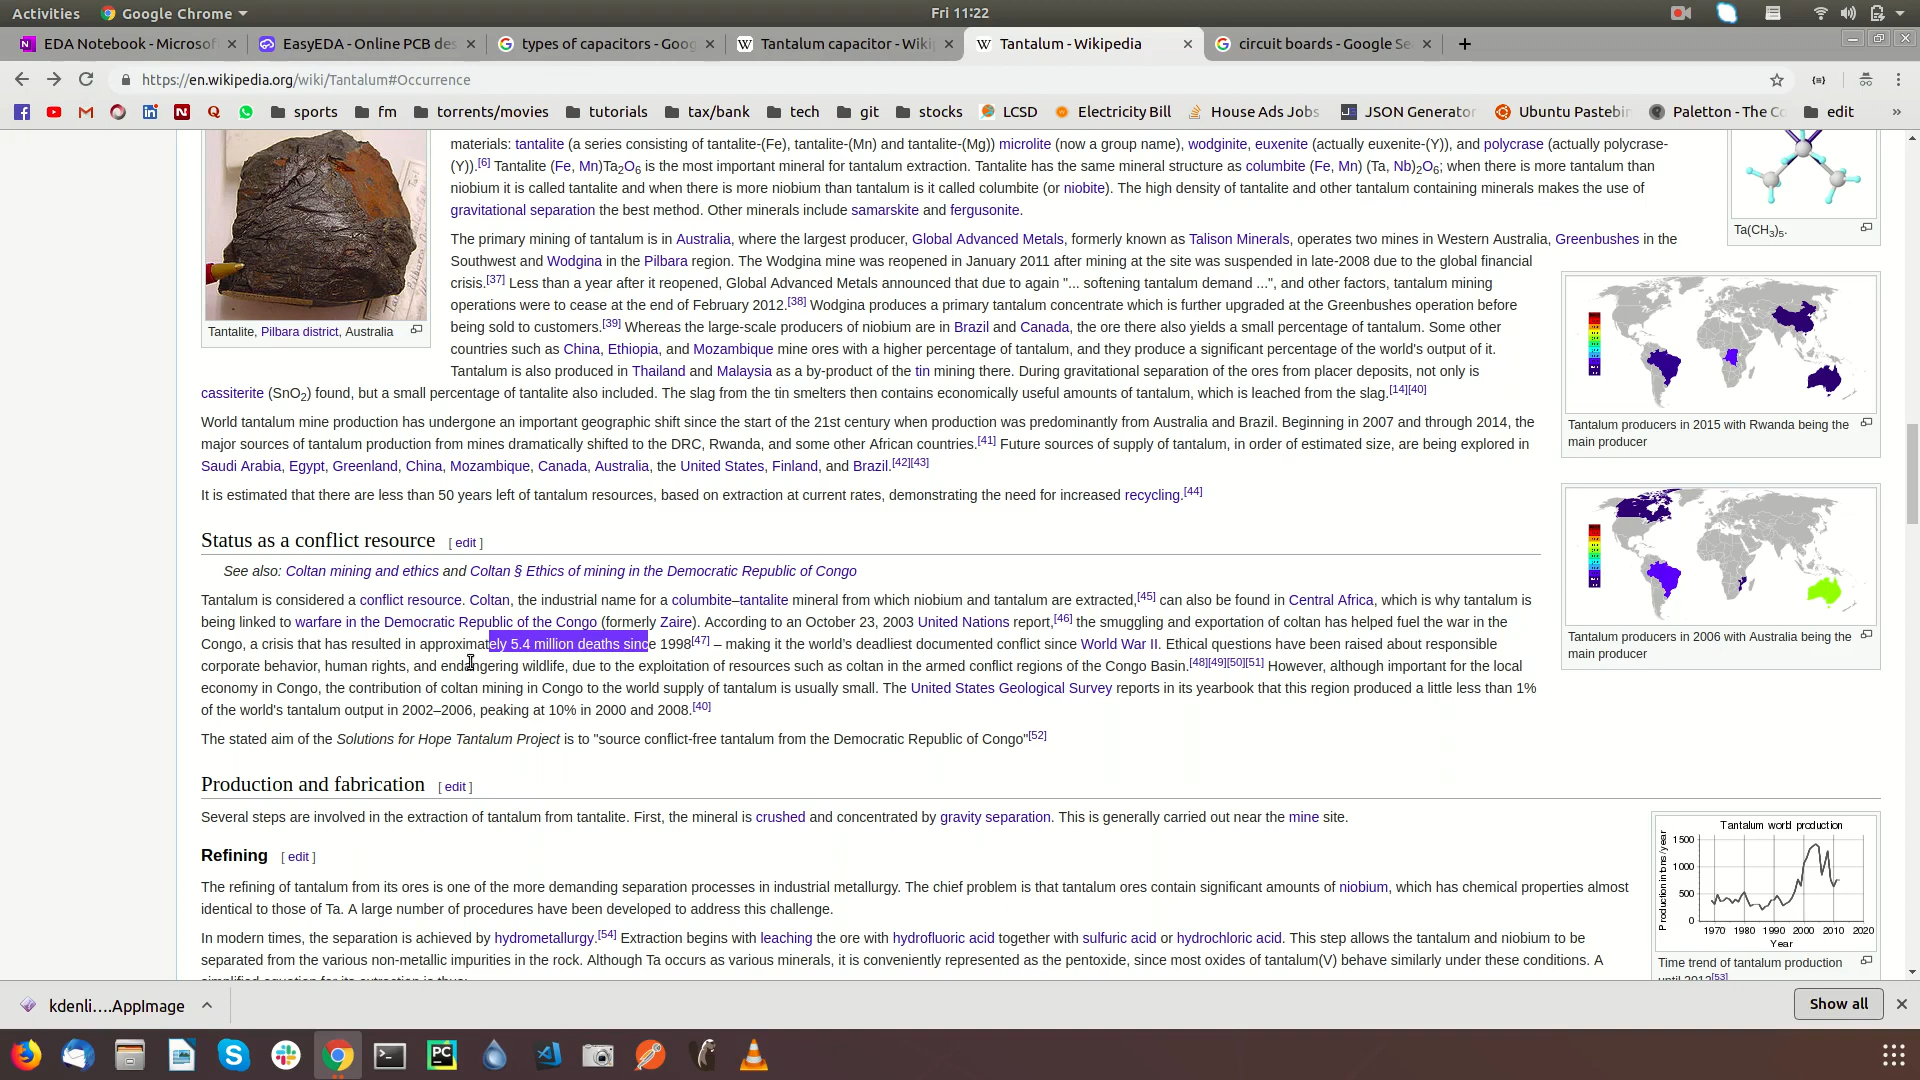 Activities Google Chrome Fri 11:22
EDA Notebook - Microsof EasyEDA - Online PCB de types of capacitors - Goo Tantalum capacitor - Wiki Tantalum - Wikipedia circuit boards - Google Se
https://en.wikipedia.org/wiki/Tantalum#Occurrence
sports fm torrents/movies tutorials tax/bank tech git stocks LCSD Electricity Bill House Ads Jobs JSON Generator Ubuntu Pastebin Paletton - The Co edit »
materials: tantalite (a series consisting of tantalite-(Fe), tantalite-(Mn) and tantalite-(Mg)) microlite (now a group name), wodginite, euxenite (actually euxenite-(Y)), and polycrase (actually polycrase-
(Y)).[6] Tantalite (Fe, Mn)Ta2O6 is the most important mineral for tantalum extraction. Tantalite has the same mineral structure as columbite (Fe, Mn) (Ta, Nb)2O6; when there is more tantalum than
niobium it is called tantalite and when there is more niobium than tantalum is it called columbite (or niobite). The high density of tantalite and other tantalum containing minerals makes the use of
gravitational separation the best method. Other minerals include samarskite and fergusonite.
Ta(CH3)5.
The primary mining of tantalum is in Australia, where the largest producer, Global Advanced Metals, formerly known as Talison Minerals, operates two mines in Western Australia, Greenbushes in the
Southwest and Wodgina in the Pilbara region. The Wodgina mine was reopened in January 2011 after mining at the site was suspended in late-2008 due to the global financial
crisis.[37] Less than a year after it reopened, Global Advanced Metals announced that due to again "... softening tantalum demand ...", and other factors, tantalum mining
operations were to cease at the end of February 2012.[38] Wodgina produces a primary tantalum concentrate which is further upgraded at the Greenbushes operation before
being sold to customers.[39] Whereas the large-scale producers of niobium are in Brazil and Canada, the ore there also yields a small percentage of tantalum. Some other
countries such as China, Ethiopia, and Mozambique mine ores with a higher percentage of tantalum, and they produce a significant percentage of the world's output of it.
Tantalum is also produced in Thailand and Malaysia as a by-product of the tin mining there. During gravitational separation of the ores from placer deposits, not only is
cassiterite (SnO2) found, but a small percentage of tantalite also included. The slag from the tin smelters then contains economically useful amounts of tantalum, which is leached from the slag.[14][40]
Tantalite, Pilbara district, Australia
World tantalum mine production has undergone an important geographic shift since the start of the 21st century when production was predominantly from Australia and Brazil. Beginning in 2007 and through 2014, the
major sources of tantalum production from mines dramatically shifted to the DRC, Rwanda, and some other African countries.[41] Future sources of supply of tantalum, in order of estimated size, are being explored in
Saudi Arabia, Egypt, Greenland, China, Mozambique, Canada, Australia, the United States, Finland, and Brazil.[42][43]
Tantalum producers in 2015 with Rwanda being the
main producer
It is estimated that there are less than 50 years left of tantalum resources, based on extraction at current rates, demonstrating the need for increased recycling.[44]
Status as a conflict resource [ edit ]
See also: Coltan mining and ethics and Coltan § Ethics of mining in the Democratic Republic of Congo
Tantalum is considered a conflict resource. Coltan, the industrial name for a columbite–tantalite mineral from which niobium and tantalum are extracted,[45] can also be found in Central Africa, which is why tantalum is
being linked to warfare in the Democratic Republic of the Congo (formerly Zaire). According to an October 23, 2003 United Nations report,[46] the smuggling and exportation of coltan has helped fuel the war in the
Congo, a crisis that has resulted in approximately 5.4 million deaths since 1998[47] – making it the world's deadliest documented conflict since World War II. Ethical questions have been raised about responsible
corporate behavior, human rights, and endangering wildlife, due to the exploitation of resources such as coltan in the armed conflict regions of the Congo Basin.[48][49][50][51] However, although important for the local
economy in Congo, the contribution of coltan mining in Congo to the world supply of tantalum is usually small. The United States Geological Survey reports in its yearbook that this region produced a little less than 1%
of the world's tantalum output in 2002–2006, peaking at 10% in 2000 and 2008.[40]
Tantalum producers in 2006 with Australia being the
main producer
The stated aim of the Solutions for Hope Tantalum Project is to "source conflict-free tantalum from the Democratic Republic of Congo"[52]
Production and fabrication [ edit ]
Several steps are involved in the extraction of tantalum from tantalite. First, the mineral is crushed and concentrated by gravity separation. This is generally carried out near the mine site.
Refining [ edit ]
The refining of tantalum from its ores is one of the more demanding separation processes in industrial metallurgy. The chief problem is that tantalum ores contain significant amounts of niobium, which has chemical properties almost
identical to those of Ta. A large number of procedures have been developed to address this challenge.
In modern times, the separation is achieved by hydrometallurgy.[54] Extraction begins with leaching the ore with hydrofluoric acid together with sulfuric acid or hydrochloric acid. This step allows the tantalum and niobium to be
separated from the various non-metallic impurities in the rock. Although Ta occurs as various minerals, it is conveniently represented as the pentoxide, since most oxides of tantalum(V) behave similarly under these conditions. A
simplified equation for its extraction is thus:
Tantalum world production
Production in tons/year
1500
1000
500
0
1970 1980 1990 2000 2010 2020
Year
Time trend of tantalum production
until 2012[53]
kdenli....AppImage
Show all